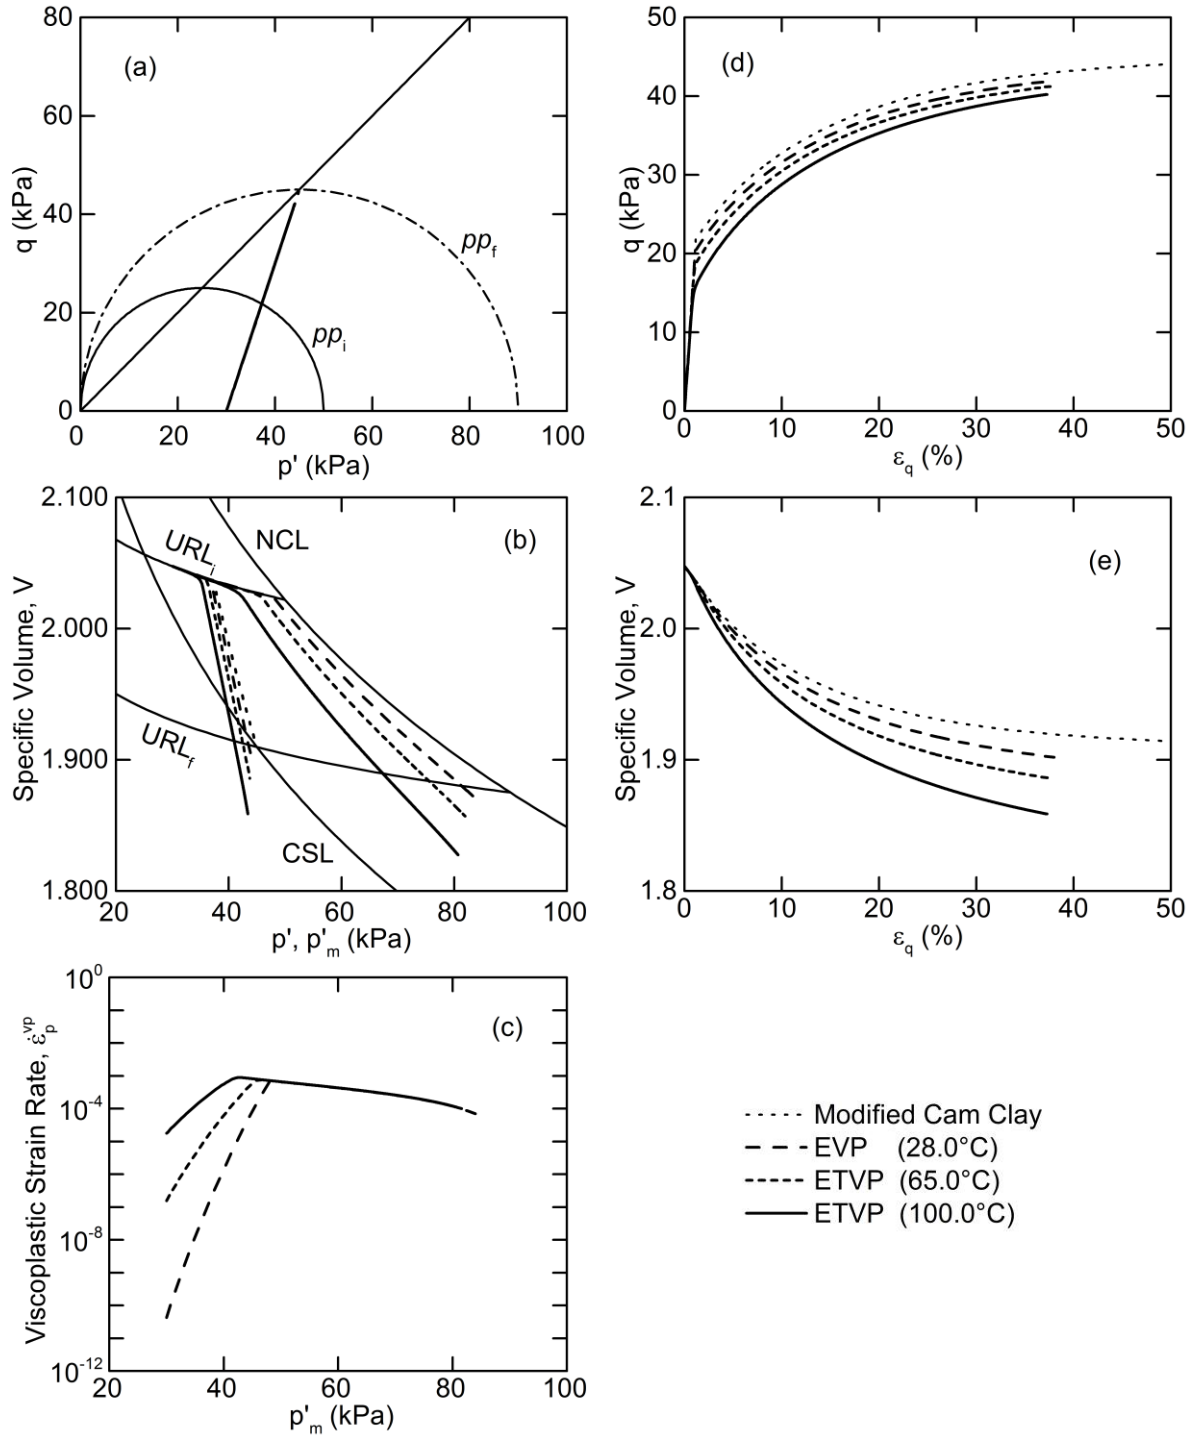 80
60
40
20
0
q (kPa)
(a)
pp_f
pp_i
0 20 40 60 80 100
p' (kPa)
50
40
30
20
10
0
q (kPa)
(d)
0 10 20 30 40 50
ε_q (%)
2.100
2.000
1.900
1.800
Specific Volume, V
URL_i
NCL
(b)
URL_f
CSL
20 40 60 80 100
p', p'_m (kPa)
2.1
2.0
1.9
1.8
Specific Volume, V
(e)
0 10 20 30 40 50
ε_q (%)
10^0
10^-4
10^-8
10^-12
Viscoplastic Strain Rate, ε̇_p^vp
(c)
20 40 60 80 100
p'_m (kPa)
Modified Cam Clay
EVP (28.0°C)
ETVP (65.0°C)
ETVP (100.0°C)